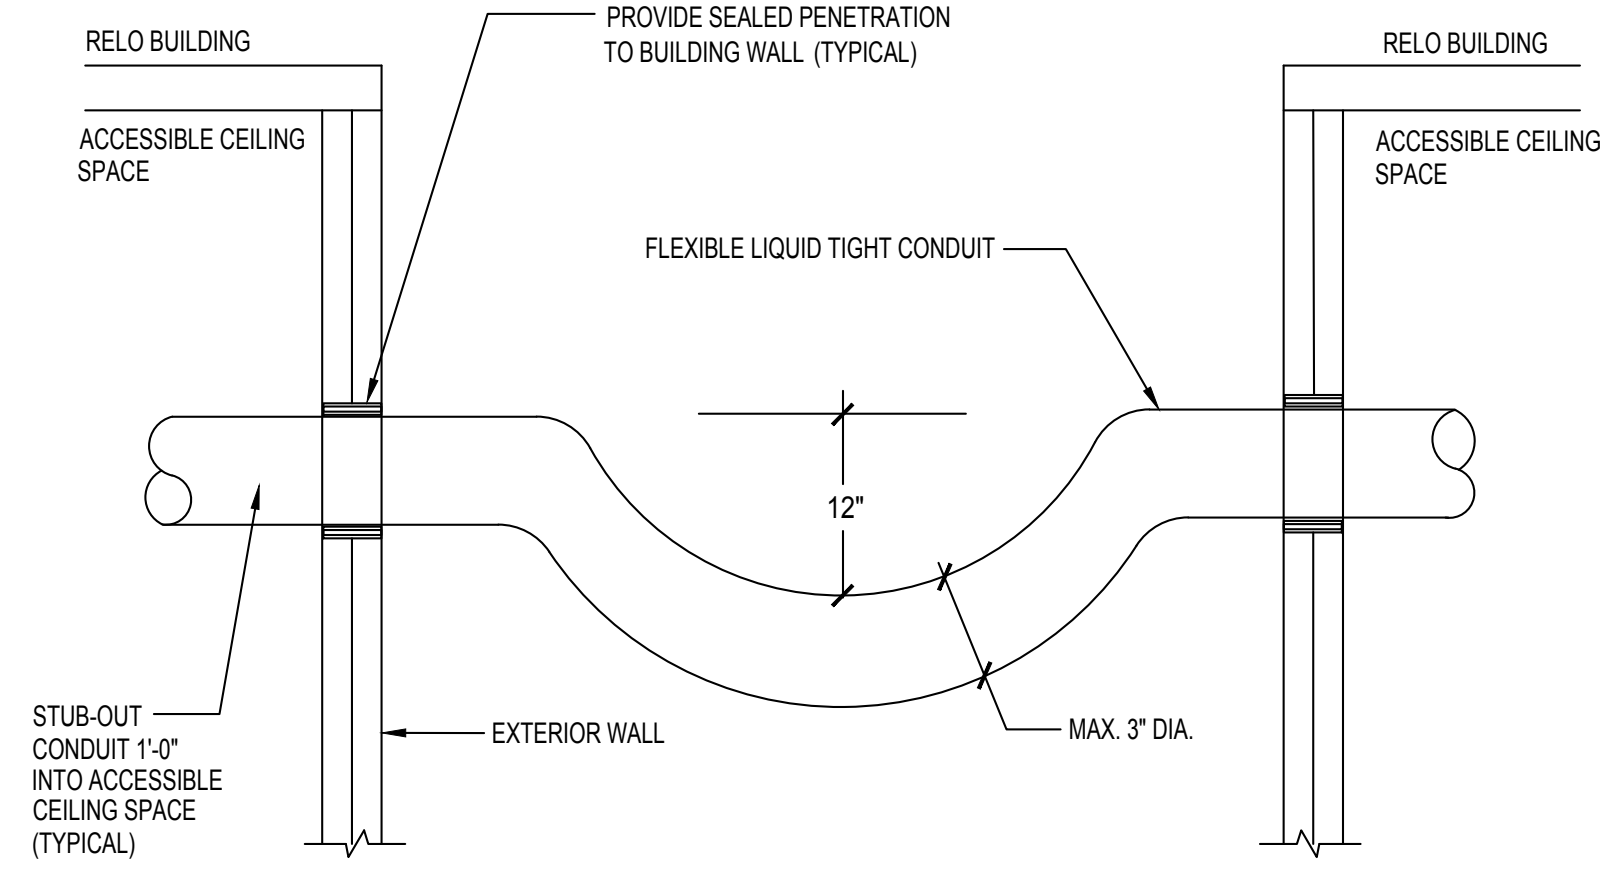 PROVIDE SEALED PENETRATION
TO BUILDING WALL (TYPICAL)
RELO BUILDING
RELO BUILDING
ACCESSIBLE CEILING
SPACE
ACCESSIBLE CEILING
SPACE
FLEXIBLE LIQUID TIGHT CONDUIT
12"
STUB-OUT
CONDUIT 1'-0"
INTO ACCESSIBLE
CEILING SPACE
(TYPICAL)
EXTERIOR WALL
MAX. 3" DIA.